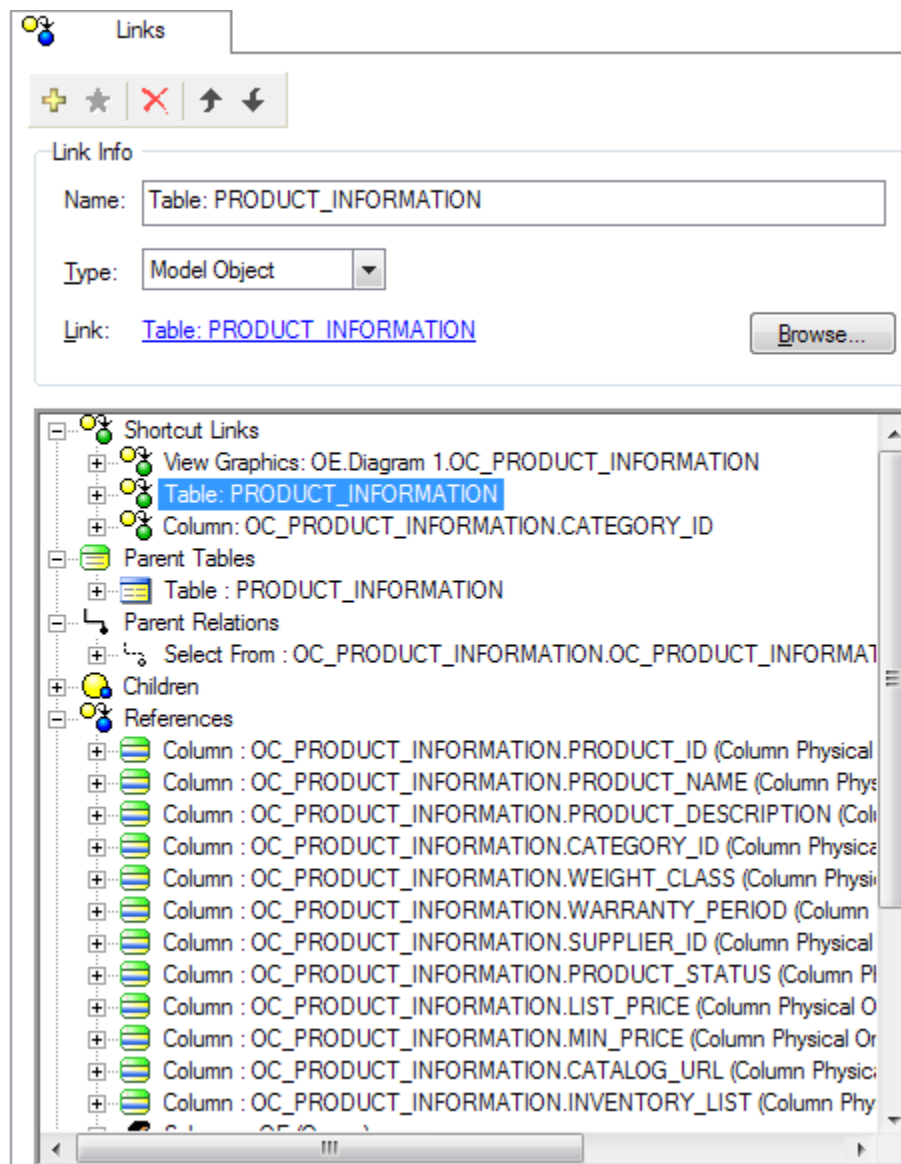 Links
Link Info
Name: Table: PRODUCT_INFORMATION
Type: Model Object
Link: Table: PRODUCT_INFORMATION Browse...
Shortcut Links
View Graphics: OE.Diagram 1.OC_PRODUCT_INFORMATION
Table: PRODUCT_INFORMATION
Column: OC_PRODUCT_INFORMATION.CATEGORY_ID
Parent Tables
Table : PRODUCT_INFORMATION
Parent Relations
Select From : OC_PRODUCT_INFORMATION.OC_PRODUCT_INFORMAT
Children
References
Column : OC_PRODUCT_INFORMATION.PRODUCT_ID (Column Physical
Column : OC_PRODUCT_INFORMATION.PRODUCT_NAME (Column Phys
Column : OC_PRODUCT_INFORMATION.PRODUCT_DESCRIPTION (Colu
Column : OC_PRODUCT_INFORMATION.CATEGORY_ID (Column Physica
Column : OC_PRODUCT_INFORMATION.WEIGHT_CLASS (Column Physi
Column : OC_PRODUCT_INFORMATION.WARRANTY_PERIOD (Column
Column : OC_PRODUCT_INFORMATION.SUPPLIER_ID (Column Physical
Column : OC_PRODUCT_INFORMATION.PRODUCT_STATUS (Column P
Column : OC_PRODUCT_INFORMATION.LIST_PRICE (Column Physical O
Column : OC_PRODUCT_INFORMATION.MIN_PRICE (Column Physical Or
Column : OC_PRODUCT_INFORMATION.CATALOG_URL (Column Physic
Column : OC_PRODUCT_INFORMATION.INVENTORY_LIST (Column Phy